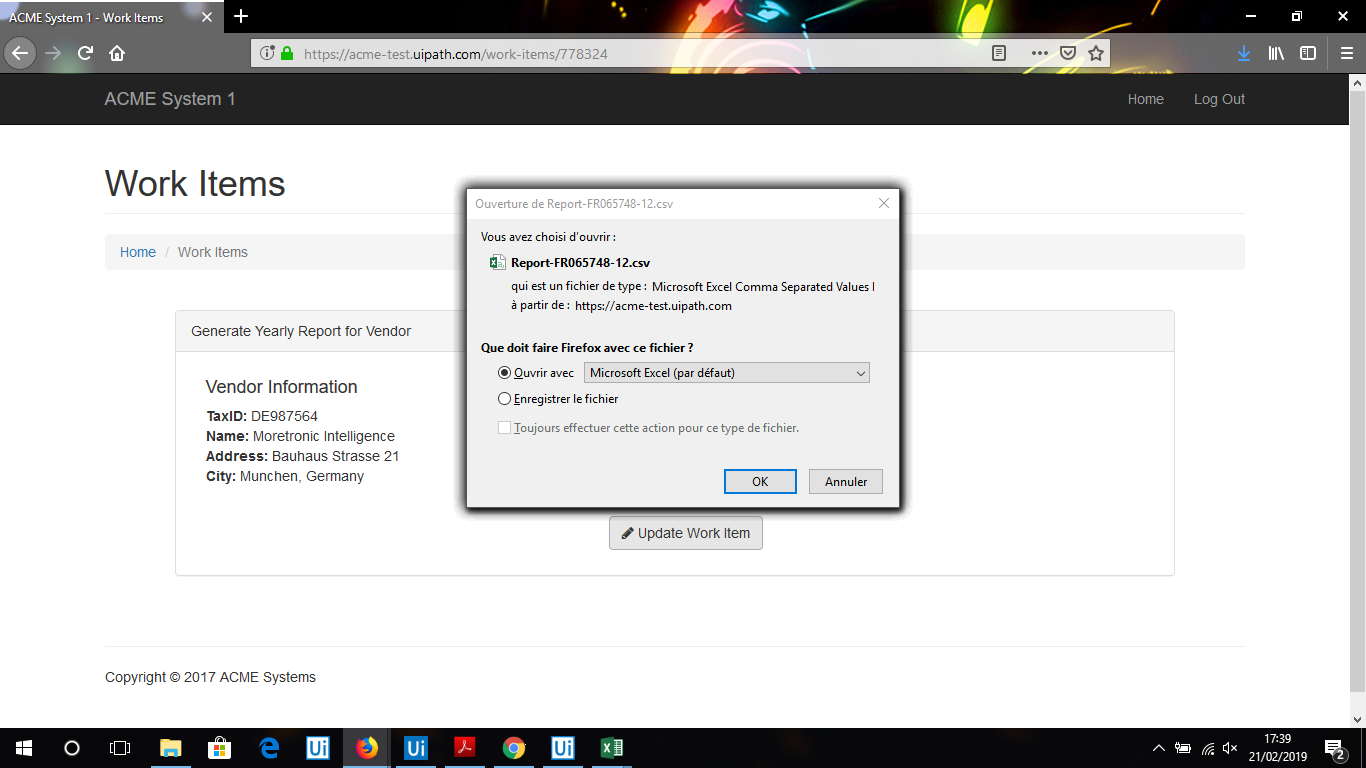 ACME System 1 - Work Items
https://acme-test.uipath.com/work-items/778324
ACME System 1
Home
Log Out
Work Items
Home / Work Items
Generate Yearly Report for Vendor
Vendor Information
TaxID: DE987564
Name: Moretronic Intelligence
Address: Bauhaus Strasse 21
City: Munchen, Germany
Ouverture de Report-FR065748-12.csv
Vous avez choisi d'ouvrir :
Report-FR065748-12.csv
qui est un fichier de type : Microsoft Excel Comma Separated Values
à partir de : https://acme-test.uipath.com
Que doit faire Firefox avec ce fichier ?
Ouvrir avec Microsoft Excel (par défaut)
Enregistrer le fichier
Toujours effectuer cette action pour ce type de fichier.
OK
Annuler
Update Work Item
Copyright © 2017 ACME Systems
Ui
Ui
Ui
17:39
21/02/2019
2